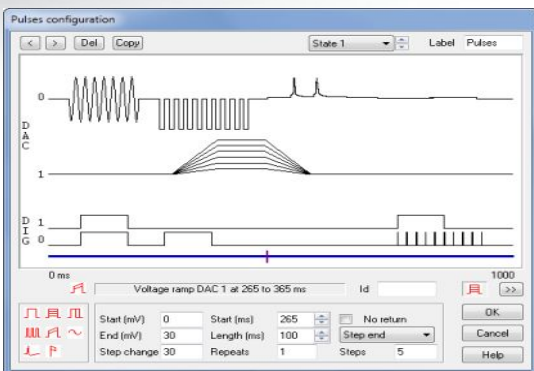 Pulses configuration
< > Del Copy State 1 Label Pulses
0
DAC
1
DIG 1
0
0 ms 1000
Voltage ramp DAC 1 at 265 to 365 ms Id >>
Start (mV) 0 Start (ms) 265 No return OK
End (mV) 30 Length (ms) 100 Step end Cancel
Step change 30 Repeats 1 Steps 5 Help